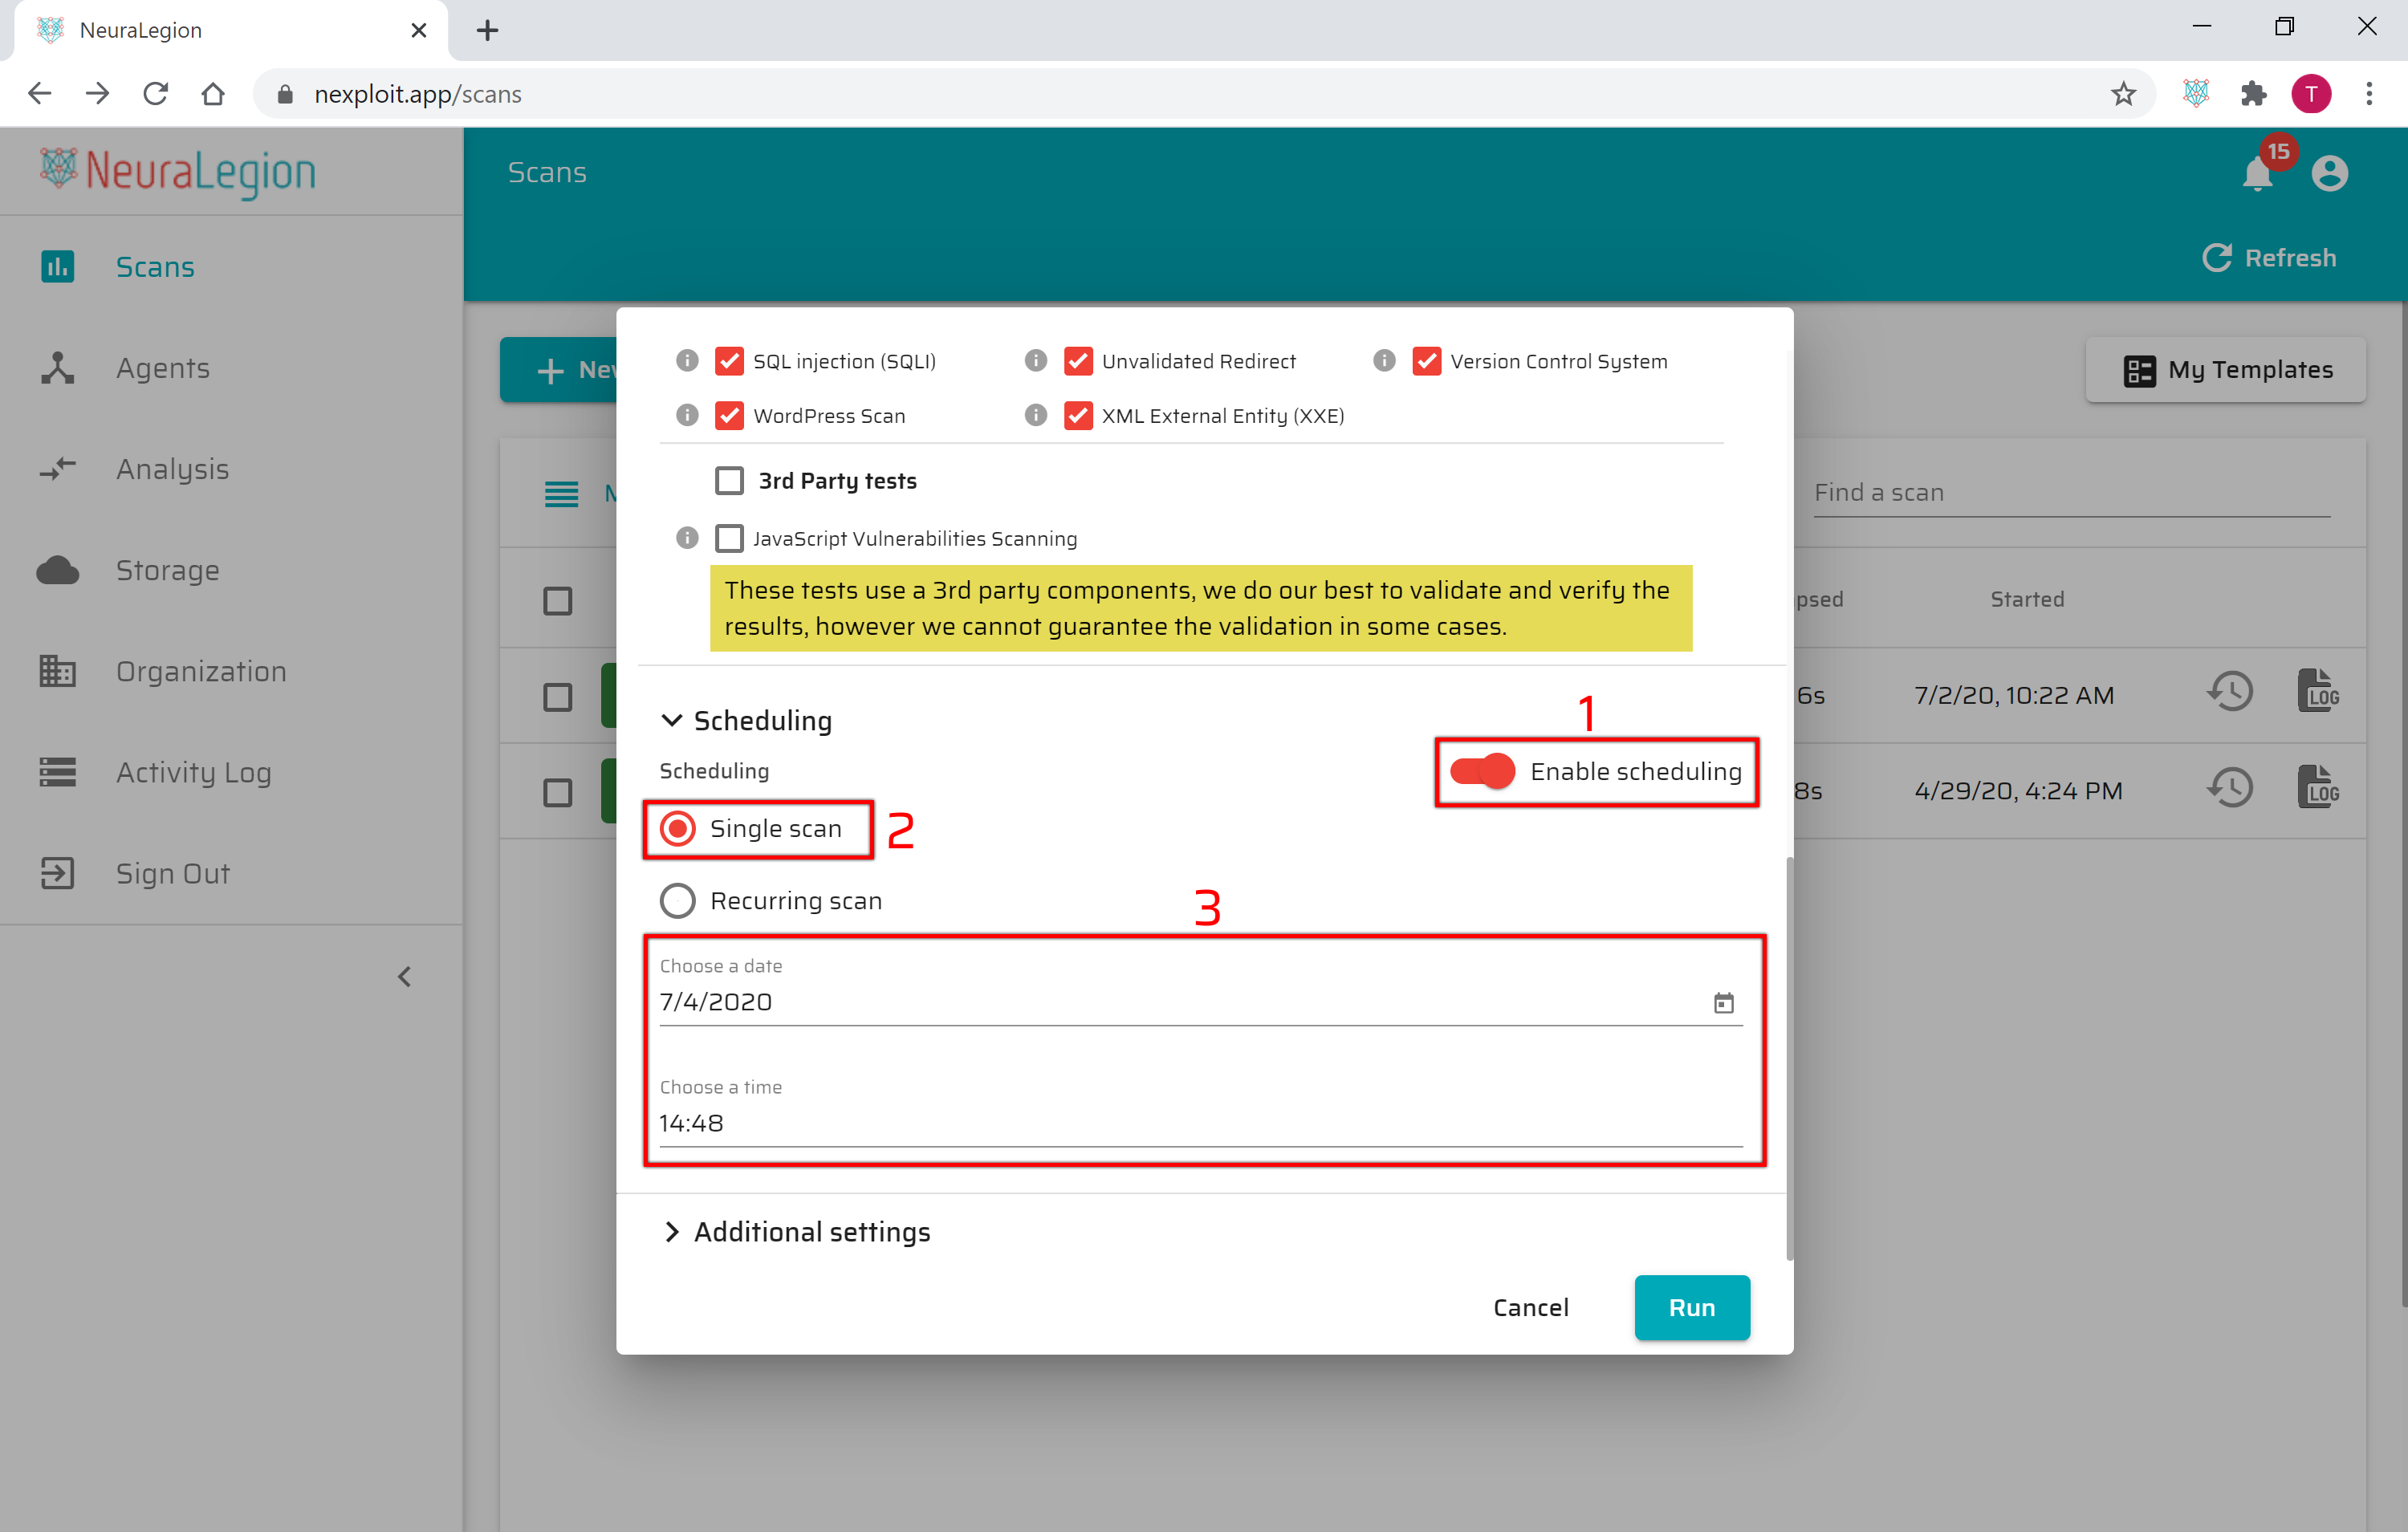 NeuraLegion
nexploit.app/scans
T
NeuraLegion
Scans
15
Refresh
Scans
Agents
Analysis
Storage
Organization
Activity Log
Sign Out
My Templates
Find a scan
Started
6s 7/2/20, 10:22 AM LOG
8s 4/29/20, 4:24 PM LOG
SQL injection (SQLI) Unvalidated Redirect Version Control System
WordPress Scan XML External Entity (XXE)
3rd Party tests
JavaScript Vulnerabilities Scanning
These tests use a 3rd party components, we do our best to validate and verify the
results, however we cannot guarantee the validation in some cases.
Scheduling
1
Scheduling
Enable scheduling
Single scan 2
Recurring scan
3
Choose a date
7/4/2020
Choose a time
14:48
Additional settings
Cancel Run